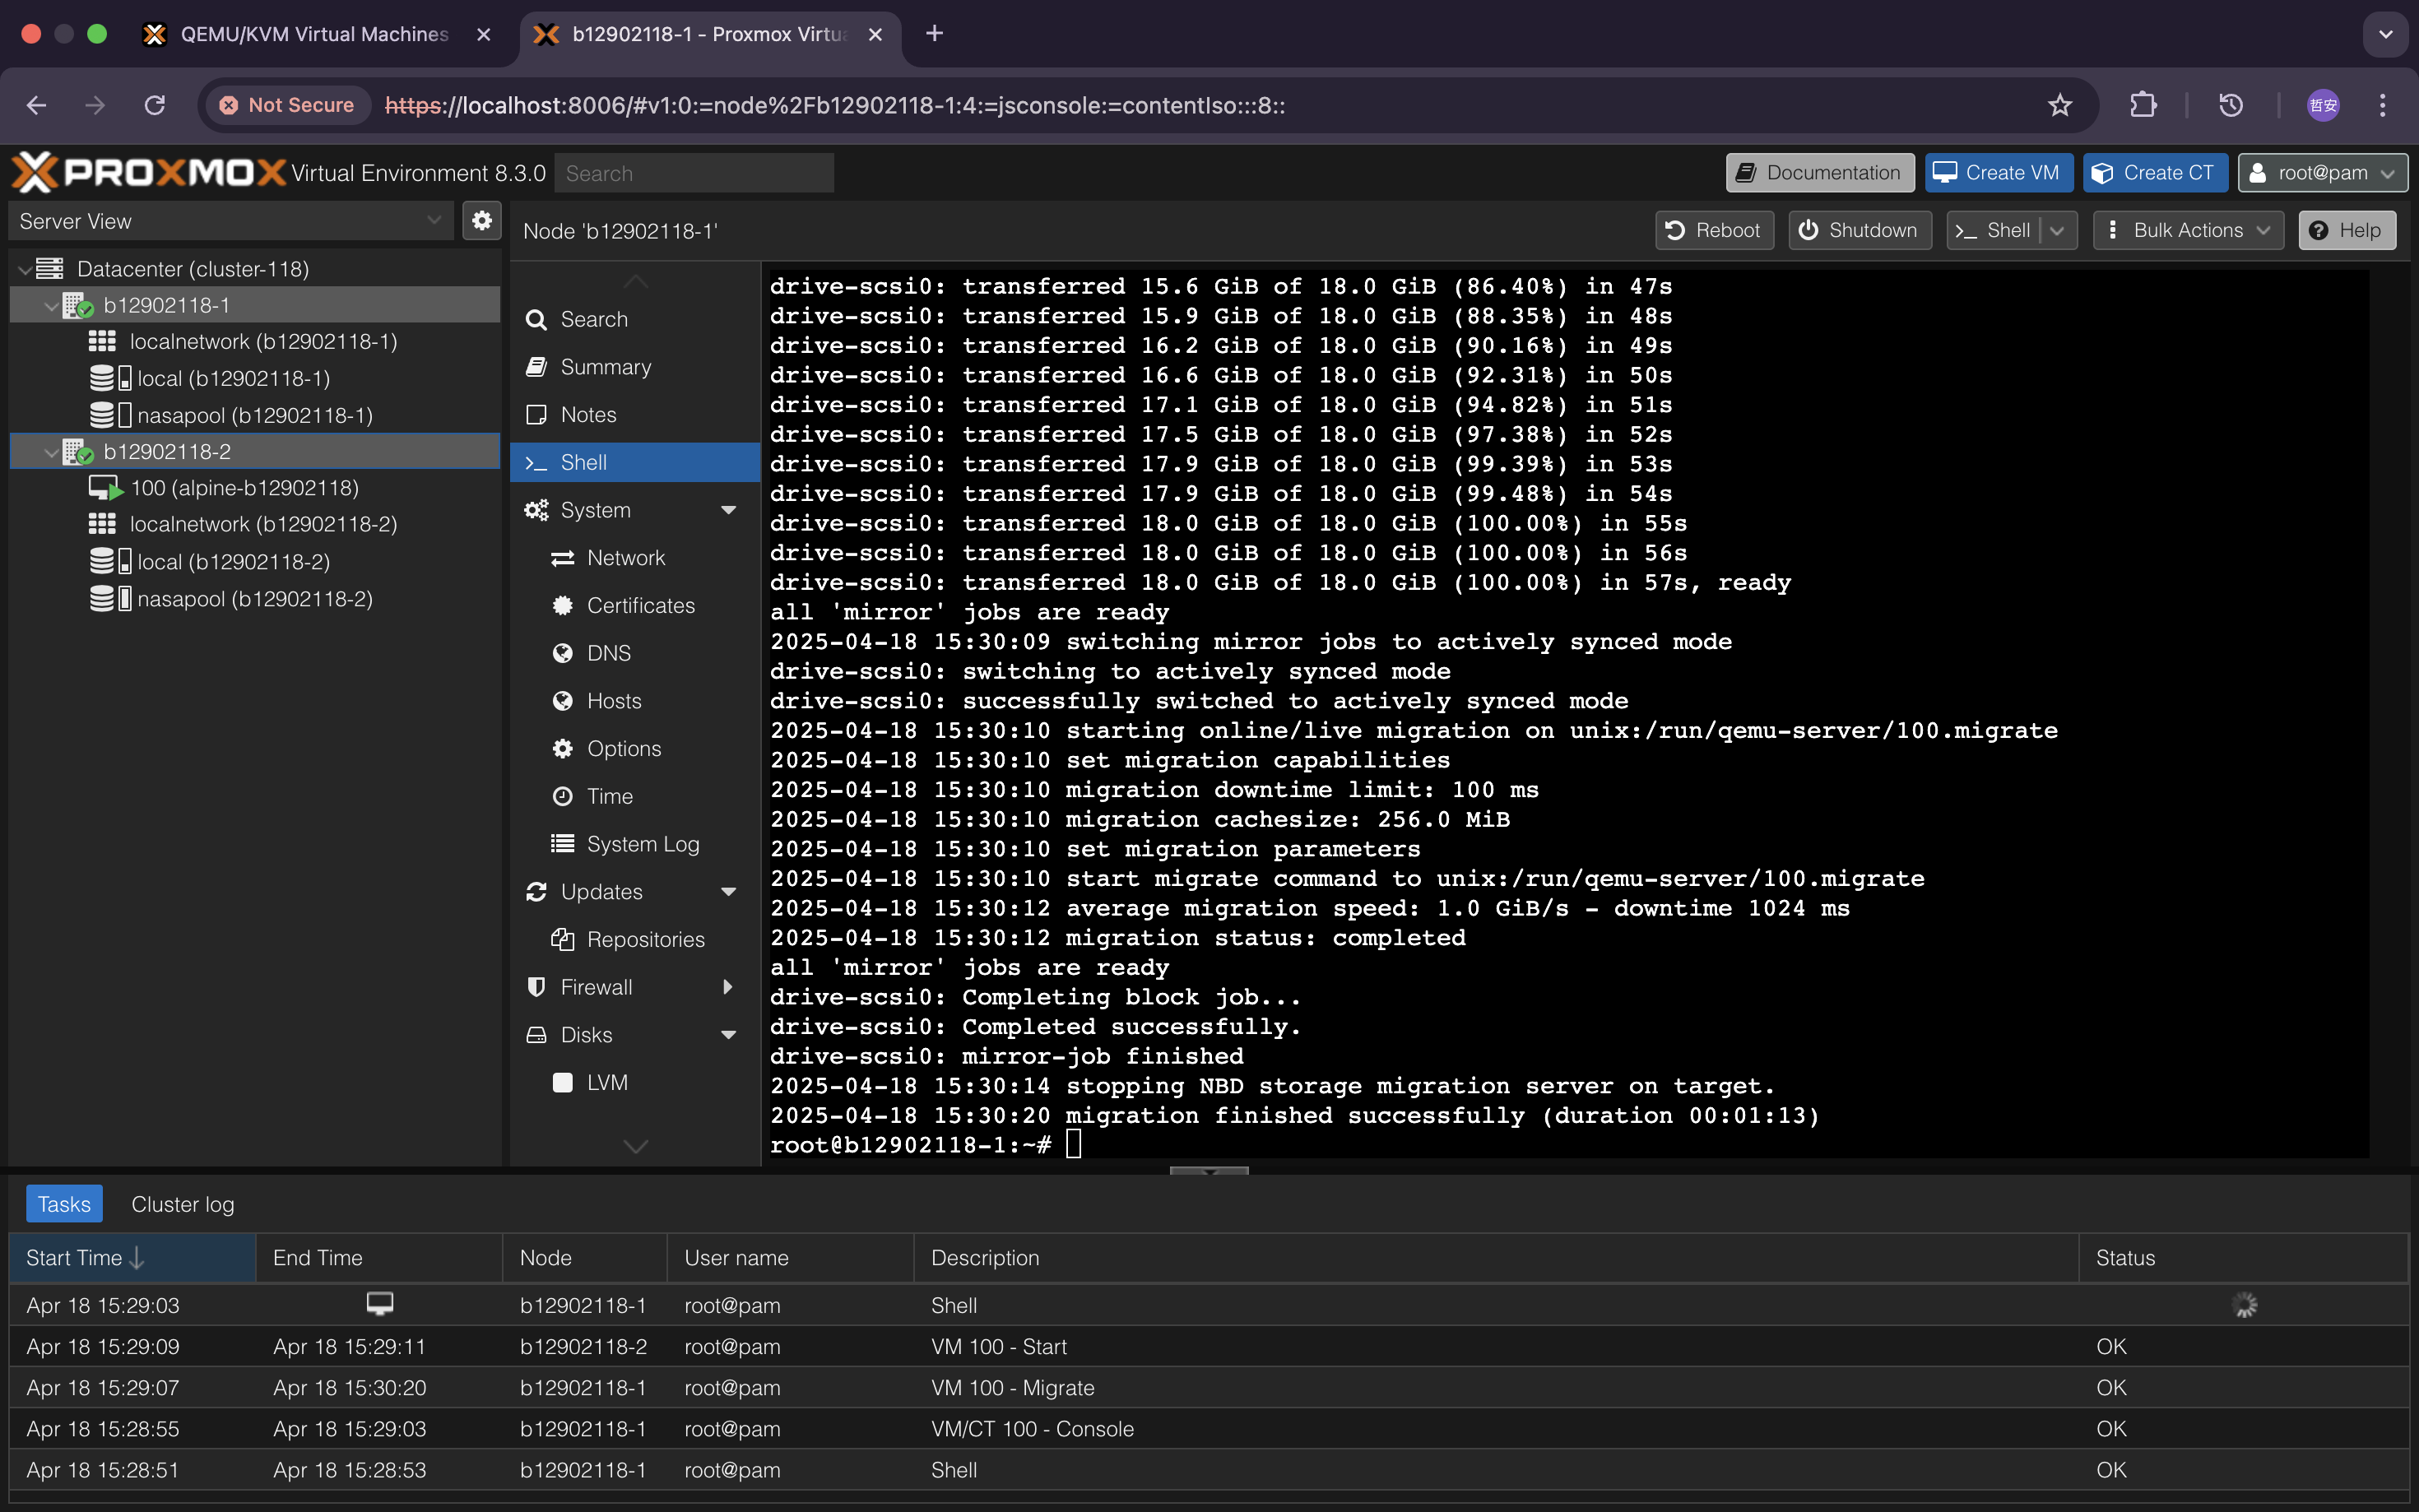 QEMU/KVM Virtual Machines
b12902118-1 - Proxmox Virtu
Not Secure
https://localhost:8006/#v1:0:=node%2Fb12902118-1:4:=jsconsole:=contentIso:::8::
哲安
PROXMOX Virtual Environment 8.3.0
Search
Documentation
Create VM
Create CT
root@pam
Server View
Node 'b12902118-1'
Reboot
Shutdown
>_ Shell
Bulk Actions
Help
Datacenter (cluster-118)
b12902118-1
localnetwork (b12902118-1)
local (b12902118-1)
nasapool (b12902118-1)
b12902118-2
100 (alpine-b12902118)
localnetwork (b12902118-2)
local (b12902118-2)
nasapool (b12902118-2)
Search
Summary
Notes
>_ Shell
System
Network
Certificates
DNS
Hosts
Options
Time
System Log
Updates
Repositories
Firewall
Disks
LVM
drive-scsi0: transferred 15.6 GiB of 18.0 GiB (86.40%) in 47s
drive-scsi0: transferred 15.9 GiB of 18.0 GiB (88.35%) in 48s
drive-scsi0: transferred 16.2 GiB of 18.0 GiB (90.16%) in 49s
drive-scsi0: transferred 16.6 GiB of 18.0 GiB (92.31%) in 50s
drive-scsi0: transferred 17.1 GiB of 18.0 GiB (94.82%) in 51s
drive-scsi0: transferred 17.5 GiB of 18.0 GiB (97.38%) in 52s
drive-scsi0: transferred 17.9 GiB of 18.0 GiB (99.39%) in 53s
drive-scsi0: transferred 17.9 GiB of 18.0 GiB (99.48%) in 54s
drive-scsi0: transferred 18.0 GiB of 18.0 GiB (100.00%) in 55s
drive-scsi0: transferred 18.0 GiB of 18.0 GiB (100.00%) in 56s
drive-scsi0: transferred 18.0 GiB of 18.0 GiB (100.00%) in 57s, ready
all 'mirror' jobs are ready
2025-04-18 15:30:09 switching mirror jobs to actively synced mode
drive-scsi0: switching to actively synced mode
drive-scsi0: successfully switched to actively synced mode
2025-04-18 15:30:10 starting online/live migration on unix:/run/qemu-server/100.migrate
2025-04-18 15:30:10 set migration capabilities
2025-04-18 15:30:10 migration downtime limit: 100 ms
2025-04-18 15:30:10 migration cachesize: 256.0 MiB
2025-04-18 15:30:10 set migration parameters
2025-04-18 15:30:10 start migrate command to unix:/run/qemu-server/100.migrate
2025-04-18 15:30:12 average migration speed: 1.0 GiB/s - downtime 1024 ms
2025-04-18 15:30:12 migration status: completed
all 'mirror' jobs are ready
drive-scsi0: Completing block job...
drive-scsi0: Completed successfully.
drive-scsi0: mirror-job finished
2025-04-18 15:30:14 stopping NBD storage migration server on target.
2025-04-18 15:30:20 migration finished successfully (duration 00:01:13)
root@b12902118-1:~#
Tasks
Cluster log
Start Time End Time Node User name Description Status
Apr 18 15:29:03 b12902118-1 root@pam Shell
Apr 18 15:29:09 Apr 18 15:29:11 b12902118-2 root@pam VM 100 - Start OK
Apr 18 15:29:07 Apr 18 15:30:20 b12902118-1 root@pam VM 100 - Migrate OK
Apr 18 15:28:55 Apr 18 15:29:03 b12902118-1 root@pam VM/CT 100 - Console OK
Apr 18 15:28:51 Apr 18 15:28:53 b12902118-1 root@pam Shell OK